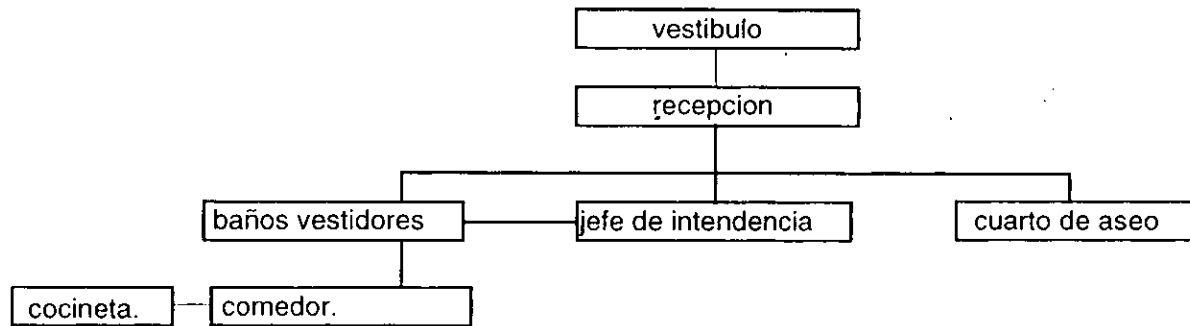 vestibulo
recepcion
baños vestidores
jefe de intendencia
cuarto de aseo
cocineta.
comedor.